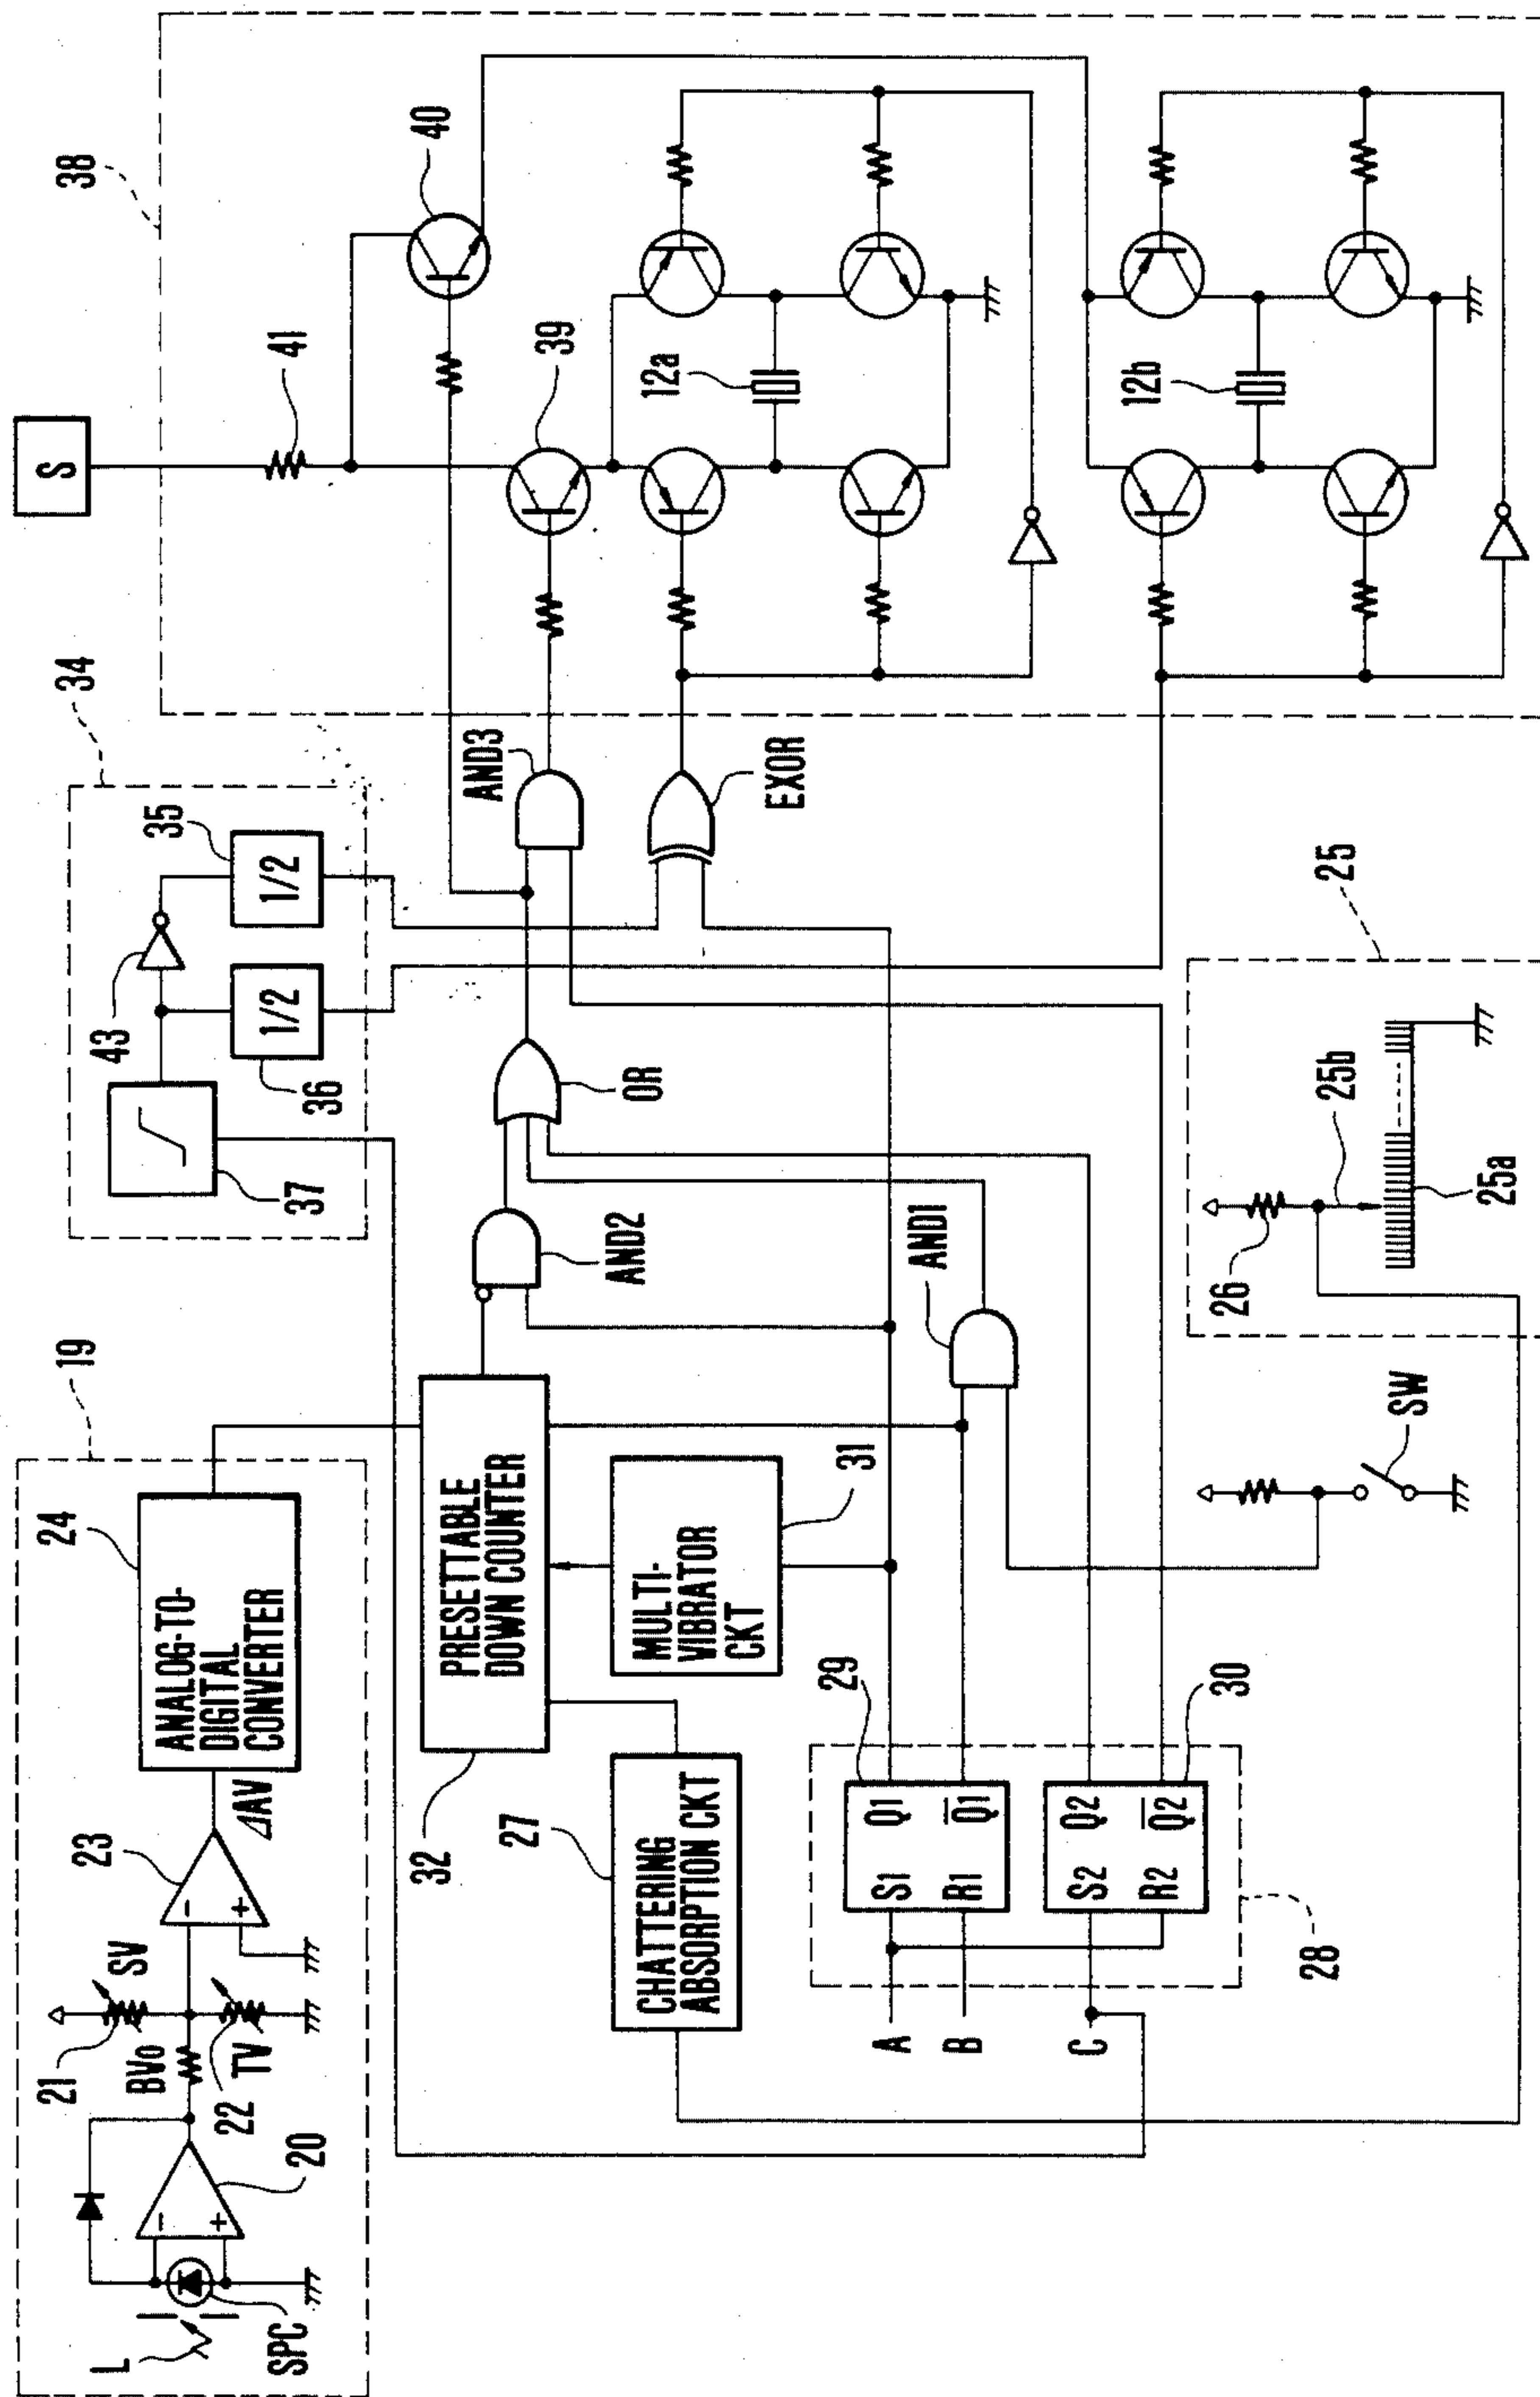 19
24
ANALOG-TO-
DIGITAL
CONVERTER
23
ΔAV
21
SV
BVo
22
TV
20
L
SPC
34
35
1/2
43
36
1/2
37
38
S
41
40
39
12a
12b
AND3
EXOR
OR
AND2
AND1
32
PRESETTABLE
DOWN COUNTER
31
MULTI-
VIBRATOR
CKT
27
CHATTERING
ABSORPTION CKT
29
S1 Q1
R1 Q̅1̅
30
S2 Q2
R2 Q̅2̅
28
A
B
C
SW
25
26
25b
25a